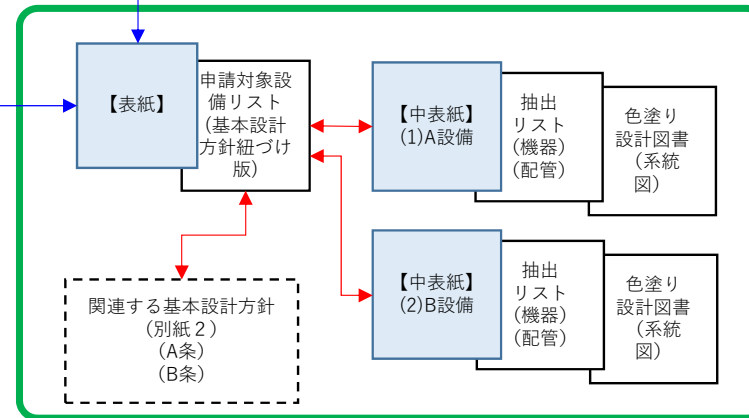 【表紙】
申請対象設
備リスト
(基本設計
方針紐づけ
版)
【中表紙】
(1)A設備
抽出
リスト
(機器)
(配管)
色塗り
設計図書
(系統
図)
【中表紙】
(2)B設備
抽出
リスト
(機器)
(配管)
色塗り
設計図書
(系統
図)
関連する基本設計方針
(別紙２)
(A条)
(B条)